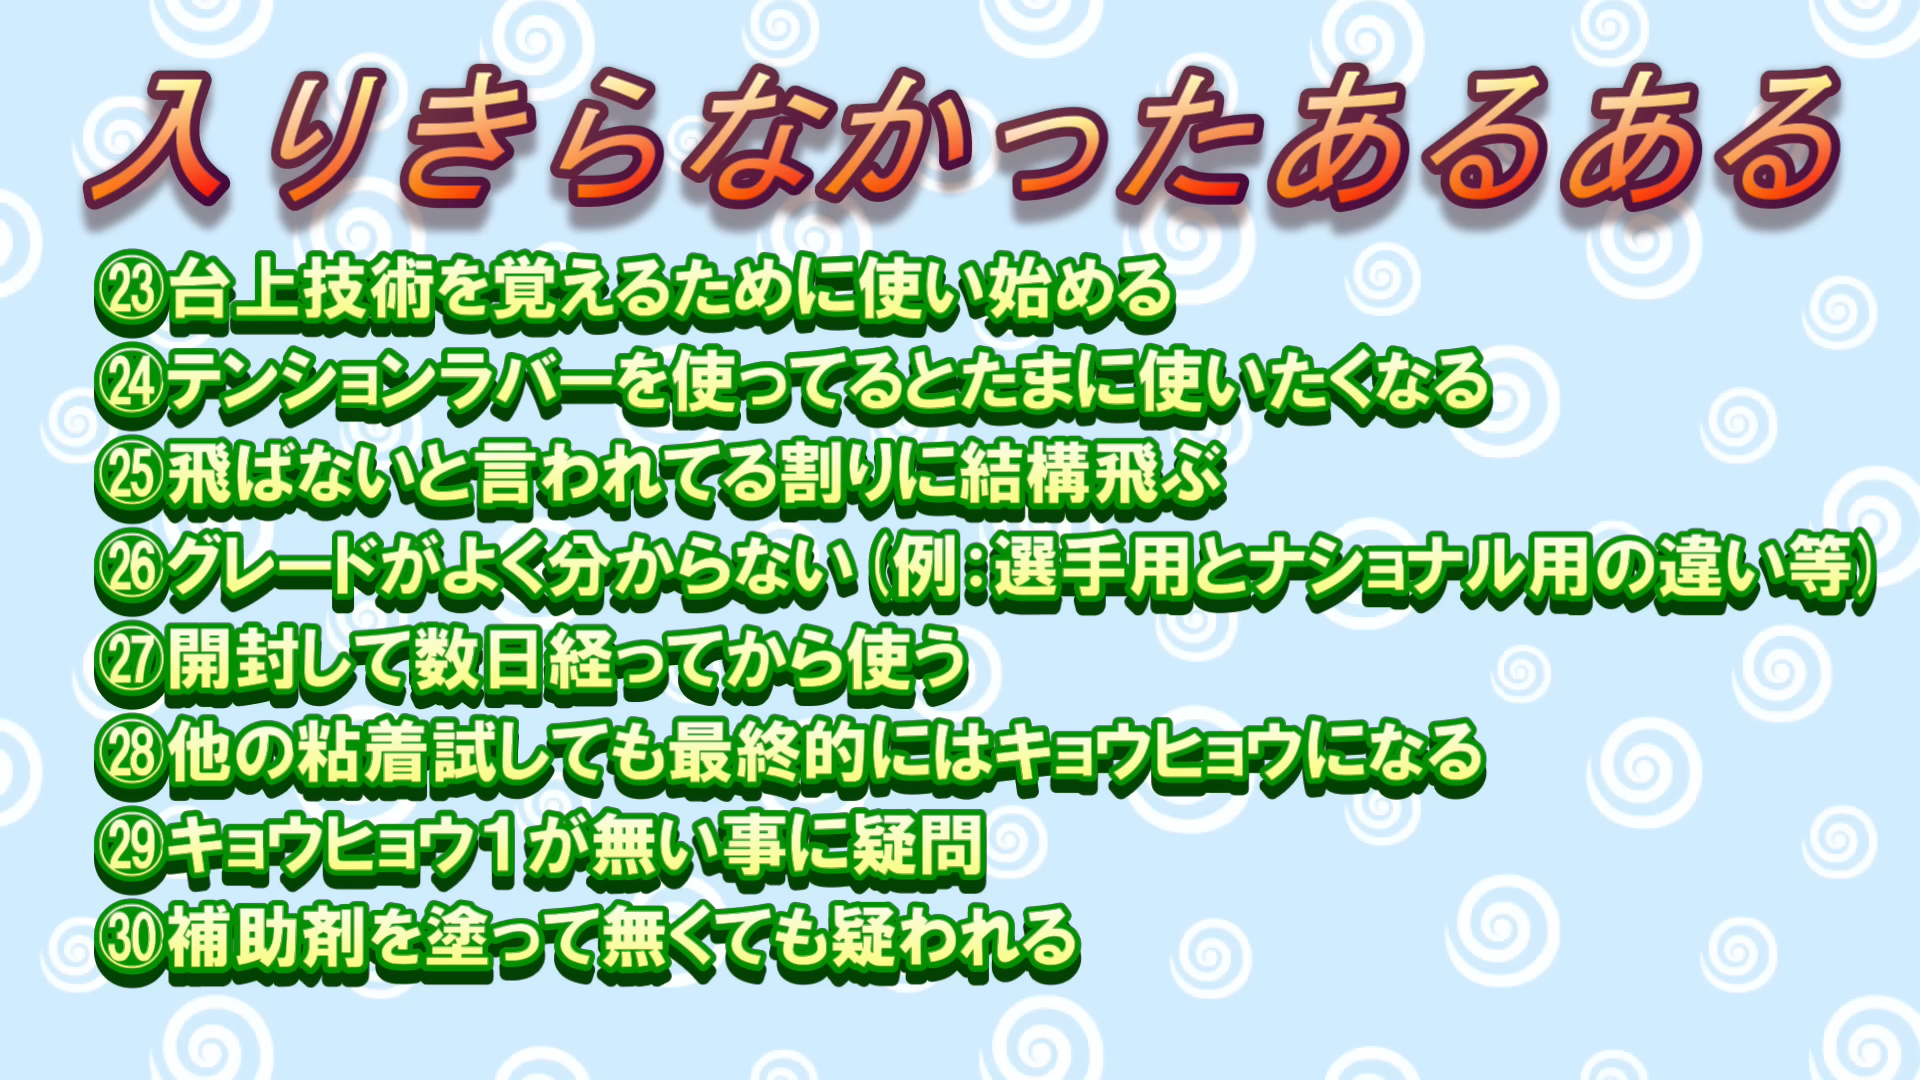 入りきらなかったあるある
㉓台上技術を覚えるために使い始める
㉔テンションラバーを使ってるとたまに使いたくなる
㉕飛ばないと言われてる割りに結構飛ぶ
㉖グレードがよく分からない（例：選手用とナショナル用の違い等）
㉗開封して数日経ってから使う
㉘他の粘着試しても最終的にはキョウヒョウになる
㉙キョウヒョウ１が無い事に疑問
㉚補助剤を塗って無くても疑われる